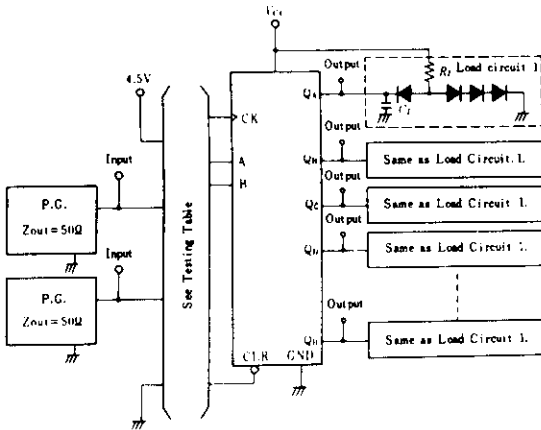 Vcc
Output
RL Load circuit 1
4.5V
QA
CL
CK
Output
Input
A
QB
Same as Load Circuit 1.
B
Output
P.G.
Zout=50Ω
QC
Same as Load Circuit 1.
Output
Input
See Testing Table
QD
Same as Load Circuit 1.
P.G.
Zout=50Ω
Output
QH
Same as Load Circuit 1.
CLR
GND